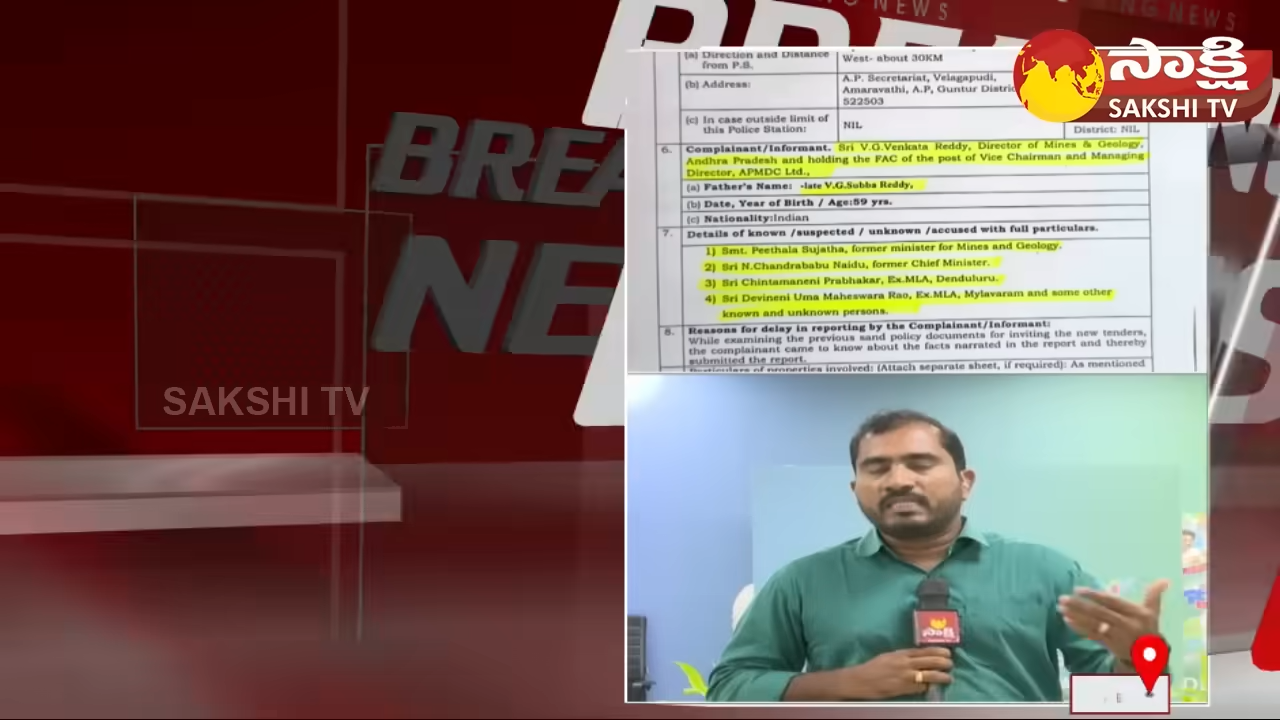 NG NEWS
NG NEWS
BREA
NE
SAKSHI TV
సాక్షి
SAKSHI TV
(a) Direction and Distance from P.S.
West- about 30KM
(b) Address:
A.P. Secretariat, Velagapudi,
Amaravathi, A.P, Guntur Distric
522503
(c) In case outside limit of
this Police Station:
NIL
District: NIL
6. Complainant/Informant. Sri V.G.Venkata Reddy, Director of Mines & Geology,
Andhra Pradesh and holding the FAC of the post of Vice Chairman and Managing
Director, APMDC Ltd.,
(a) Father's Name: -late V.G.Subba Reddy,
(b) Date, Year of Birth / Age:59 yrs.
(c) Nationality:Indian
7. Details of known /suspected / unknown /accused with full particulars.
1) Smt. Peethala Sujatha, former minister for Mines and Geology.
2) Sri N.Chandrababu Naidu, former Chief Minister.
3) Sri Chintamaneni Prabhakar, Ex.MLA, Denduluru.
4) Sri Devineni Uma Maheswara Rao, Ex.MLA, Mylavaram and some other
known and unknown persons.
8. Reasons for delay in reporting by the Complainant/Informant:
While examining the previous sand policy documents for inviting the new tenders,
the complainant came to know about the facts narrated in the report and thereby
submitted the report.
Particulars of properties involved: (Attach separate sheet, if required): As mentioned
సాక్షి